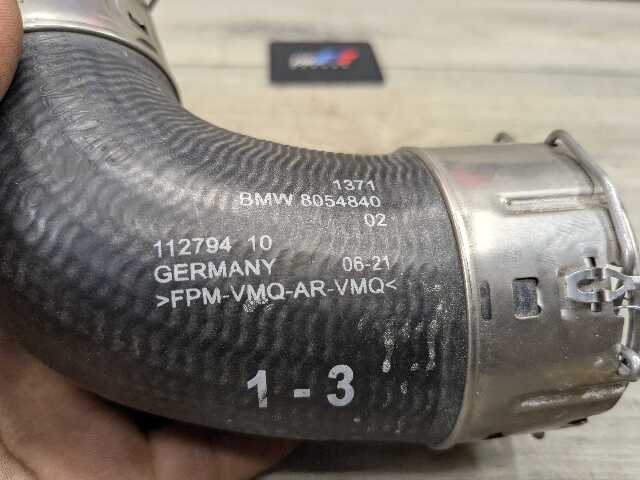 1371
BMW 8054840
02
112794 10
GERMANY 06-21
>FPM-VMQ-AR-VMQ<
1 - 3